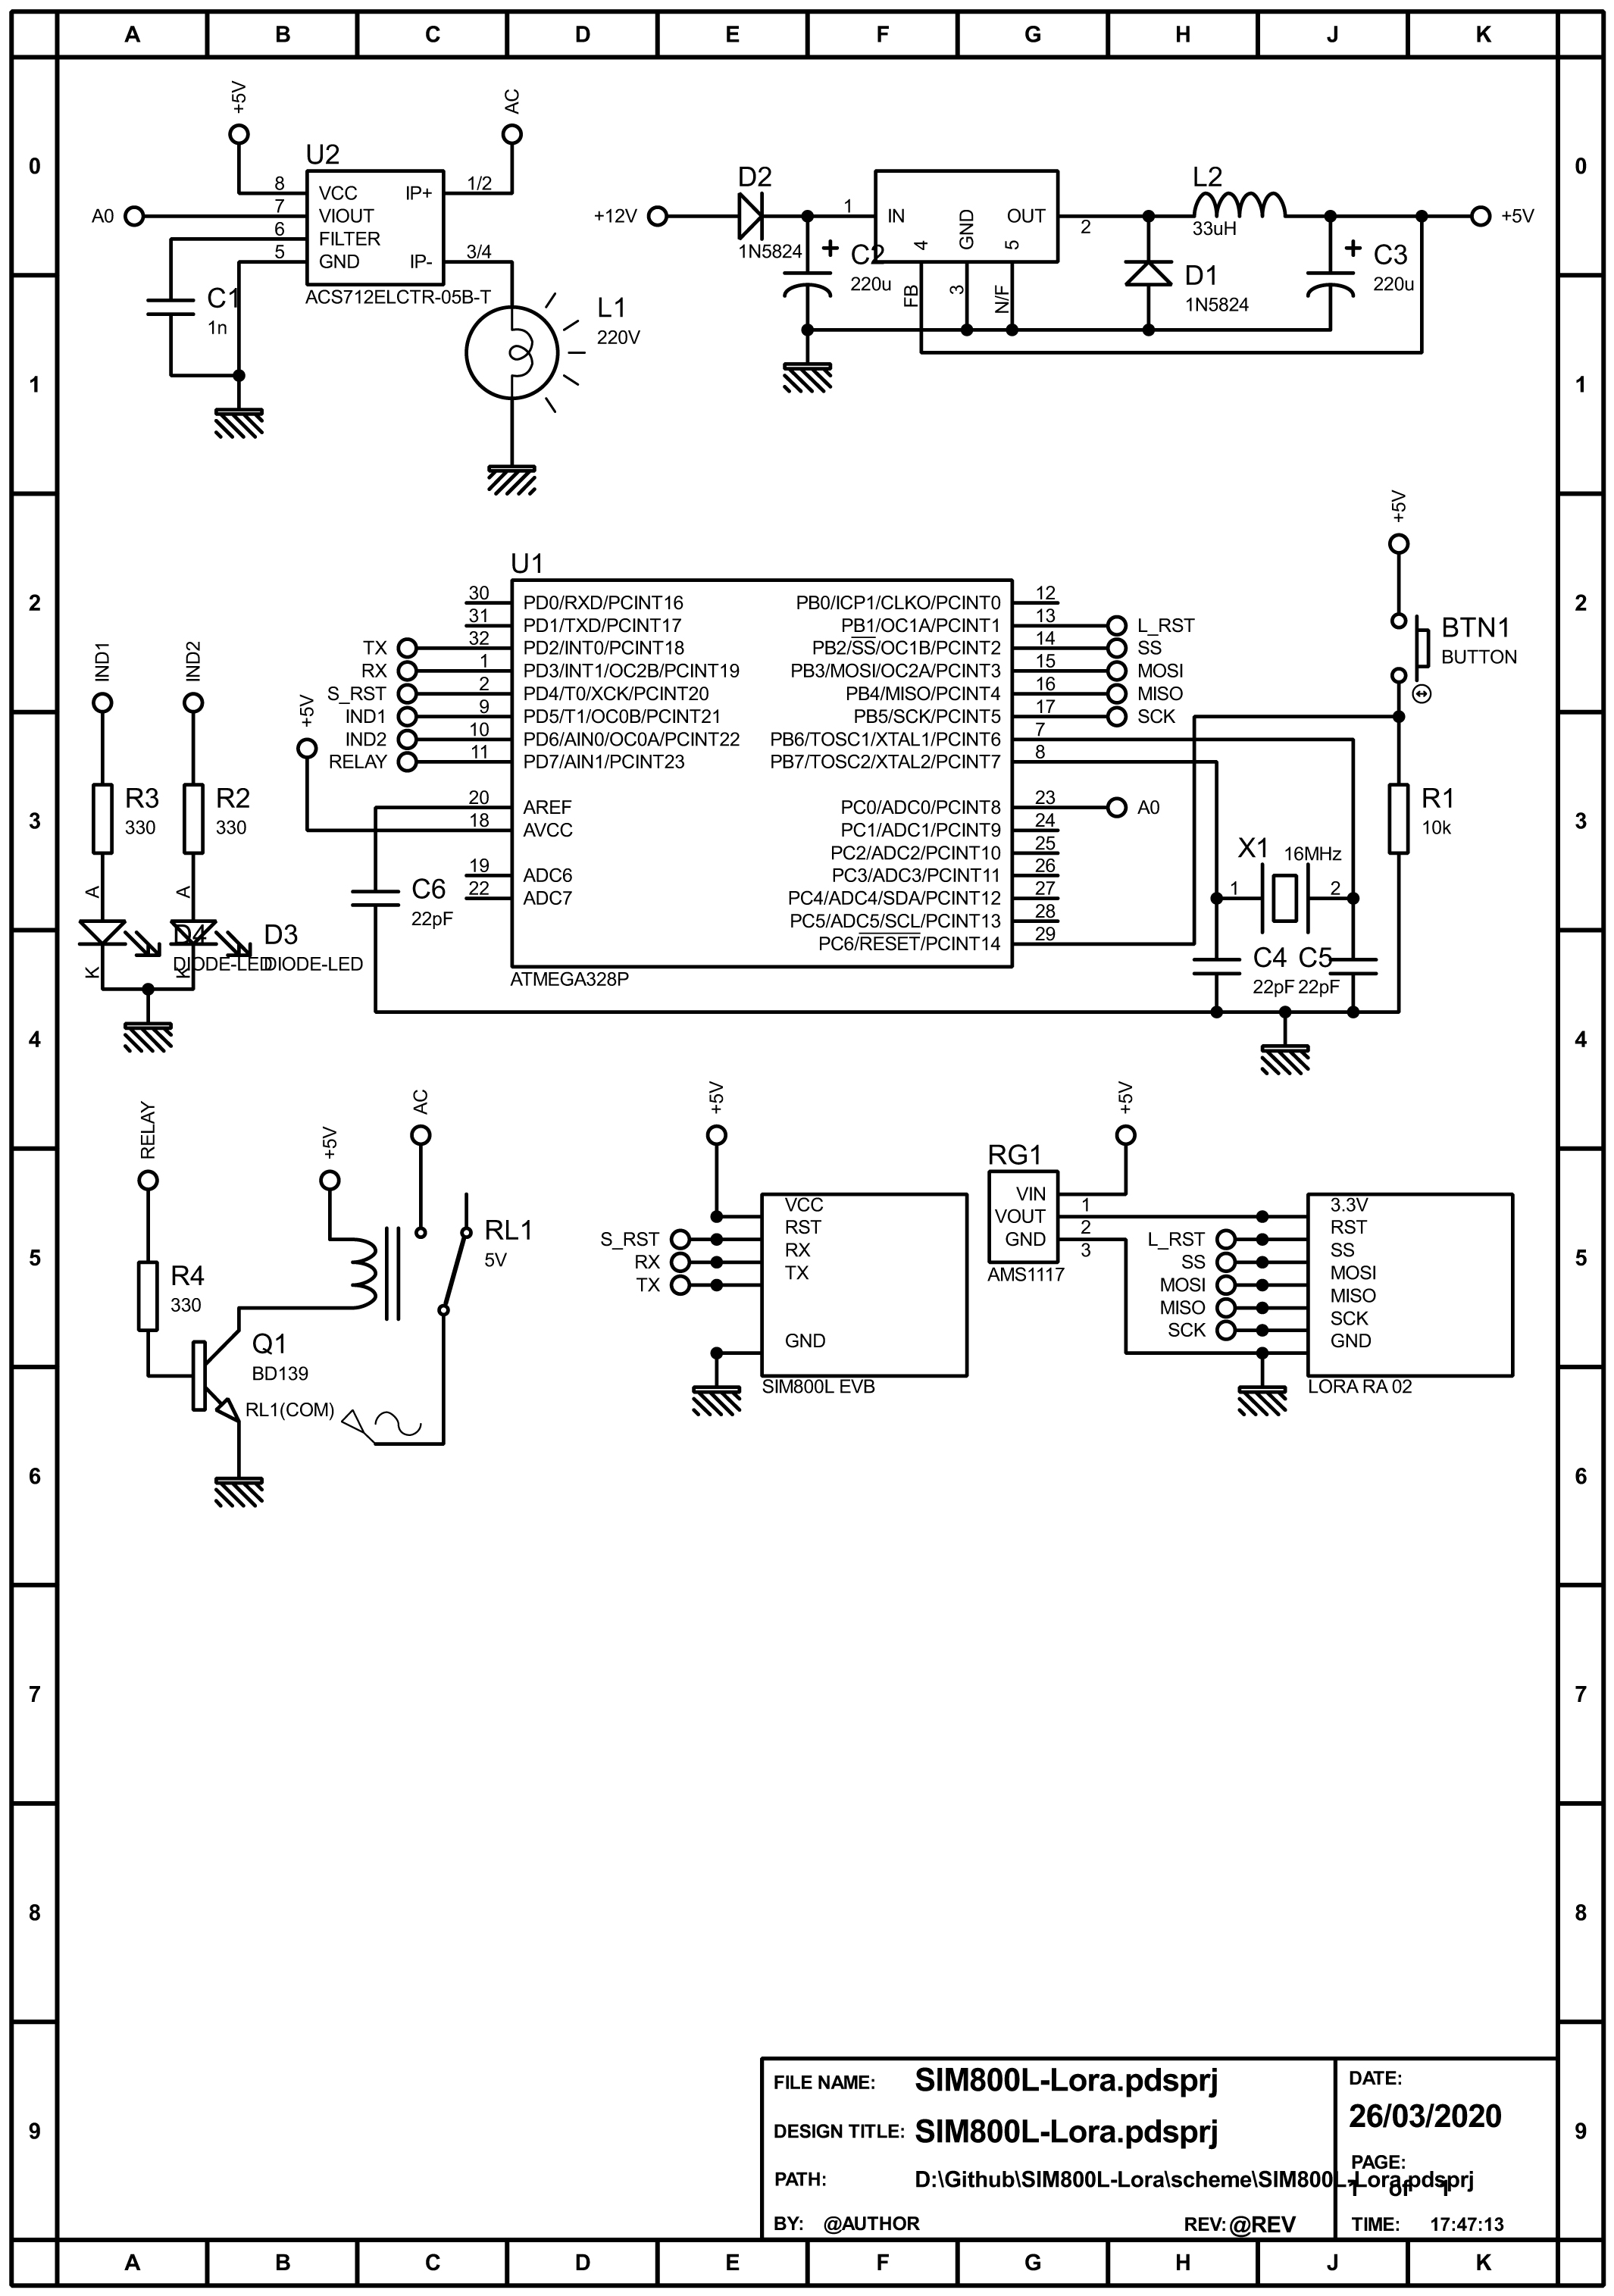 A B C D E F G H J K
0 0
1 1
2 2
3 3
4 4
5 5
6 6
7 7
8 8
9 9
+5V
AC
U2
8 VCC IP+ 1/2
A0 7 VIOUT
6 FILTER
5 GND IP- 3/4
ACS712ELCTR-05B-T
C1
1n
L1
220V
D2
+12V
1N5824
1 IN GND OUT 2
4 5
FB 3 N/F
C2
220u
L2
33uH
D1
1N5824
C3
220u
+5V
+5V
BTN1
BUTTON
U1
30 PD0/RXD/PCINT16 PB0/ICP1/CLKO/PCINT0 12
31 PD1/TXD/PCINT17 PB1/OC1A/PCINT1 13 L_RST
TX 32 PD2/INT0/PCINT18 PB2/SS/OC1B/PCINT2 14 SS
RX 1 PD3/INT1/OC2B/PCINT19 PB3/MOSI/OC2A/PCINT3 15 MOSI
S_RST 2 PD4/T0/XCK/PCINT20 PB4/MISO/PCINT4 16 MISO
IND1 9 PD5/T1/OC0B/PCINT21 PB5/SCK/PCINT5 17 SCK
IND2 10 PD6/AIN0/OC0A/PCINT22 PB6/TOSC1/XTAL1/PCINT6 7
RELAY 11 PD7/AIN1/PCINT23 PB7/TOSC2/XTAL2/PCINT7 8
20 AREF PC0/ADC0/PCINT8 23 A0
18 AVCC PC1/ADC1/PCINT9 24
PC2/ADC2/PCINT10 25
19 ADC6 PC3/ADC3/PCINT11 26
22 ADC7 PC4/ADC4/SDA/PCINT12 27
PC5/ADC5/SCL/PCINT13 28
PC6/RESET/PCINT14 29
ATMEGA328P
+5V
IND1
IND2
R3
330
R2
330
A
A
D4
DIODE-LED
D3
DIODE-LED
K
K
C6
22pF
R1
10k
X1
16MHz
1 2
C4
22pF
C5
22pF
RELAY
+5V
AC
R4
330
Q1
BD139
RL1
5V
RL1(COM)
+5V
VCC
S_RST RST
RX RX
TX TX
GND
SIM800L EVB
+5V
RG1
VIN 1
VOUT 2
GND 3
AMS1117
3.3V
L_RST RST
SS SS
MOSI MOSI
MISO MISO
SCK SCK
GND
LORA RA 02
FILE NAME: SIM800L-Lora.pdsprj
DESIGN TITLE: SIM800L-Lora.pdsprj
PATH: D:\Github\SIM800L-Lora\scheme\SIM800L-Lora.pdsprj
BY: @AUTHOR REV: @REV
DATE:
26/03/2020
PAGE:
1 of 1
TIME: 17:47:13
A B C D E F G H J K